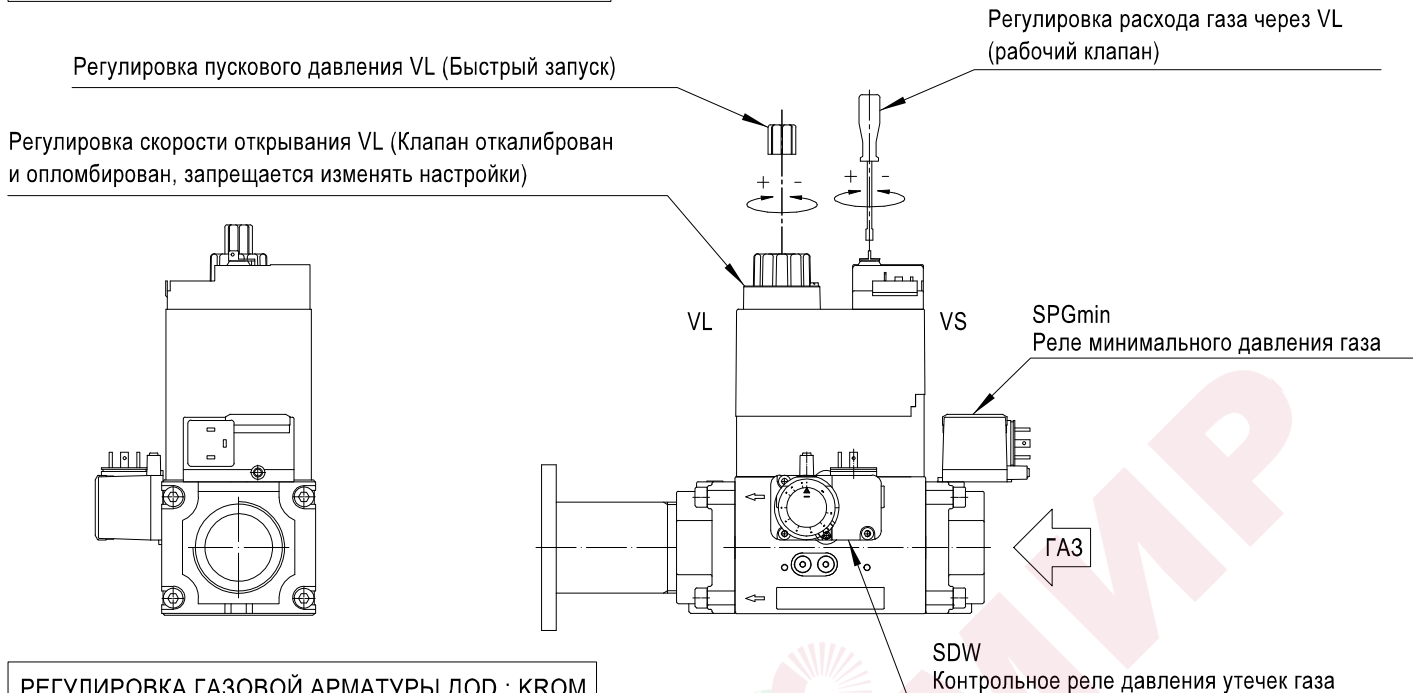 Регулировка расхода газа через VL
(рабочий клапан)
Регулировка пускового давления VL (Быстрый запуск)
Регулировка скорости открывания VL (Клапан откалиброван
и опломбирован, запрещается изменять настройки)
+ -
+ -
VL
VS
SPGmin
Реле минимального давления газа
ГАЗ
SDW
Контрольное реле давления утечек газа
РЕГУЛИРОВКА ГАЗОВОЙ АРМАТУРЫ ДОД.: KROM
МИР